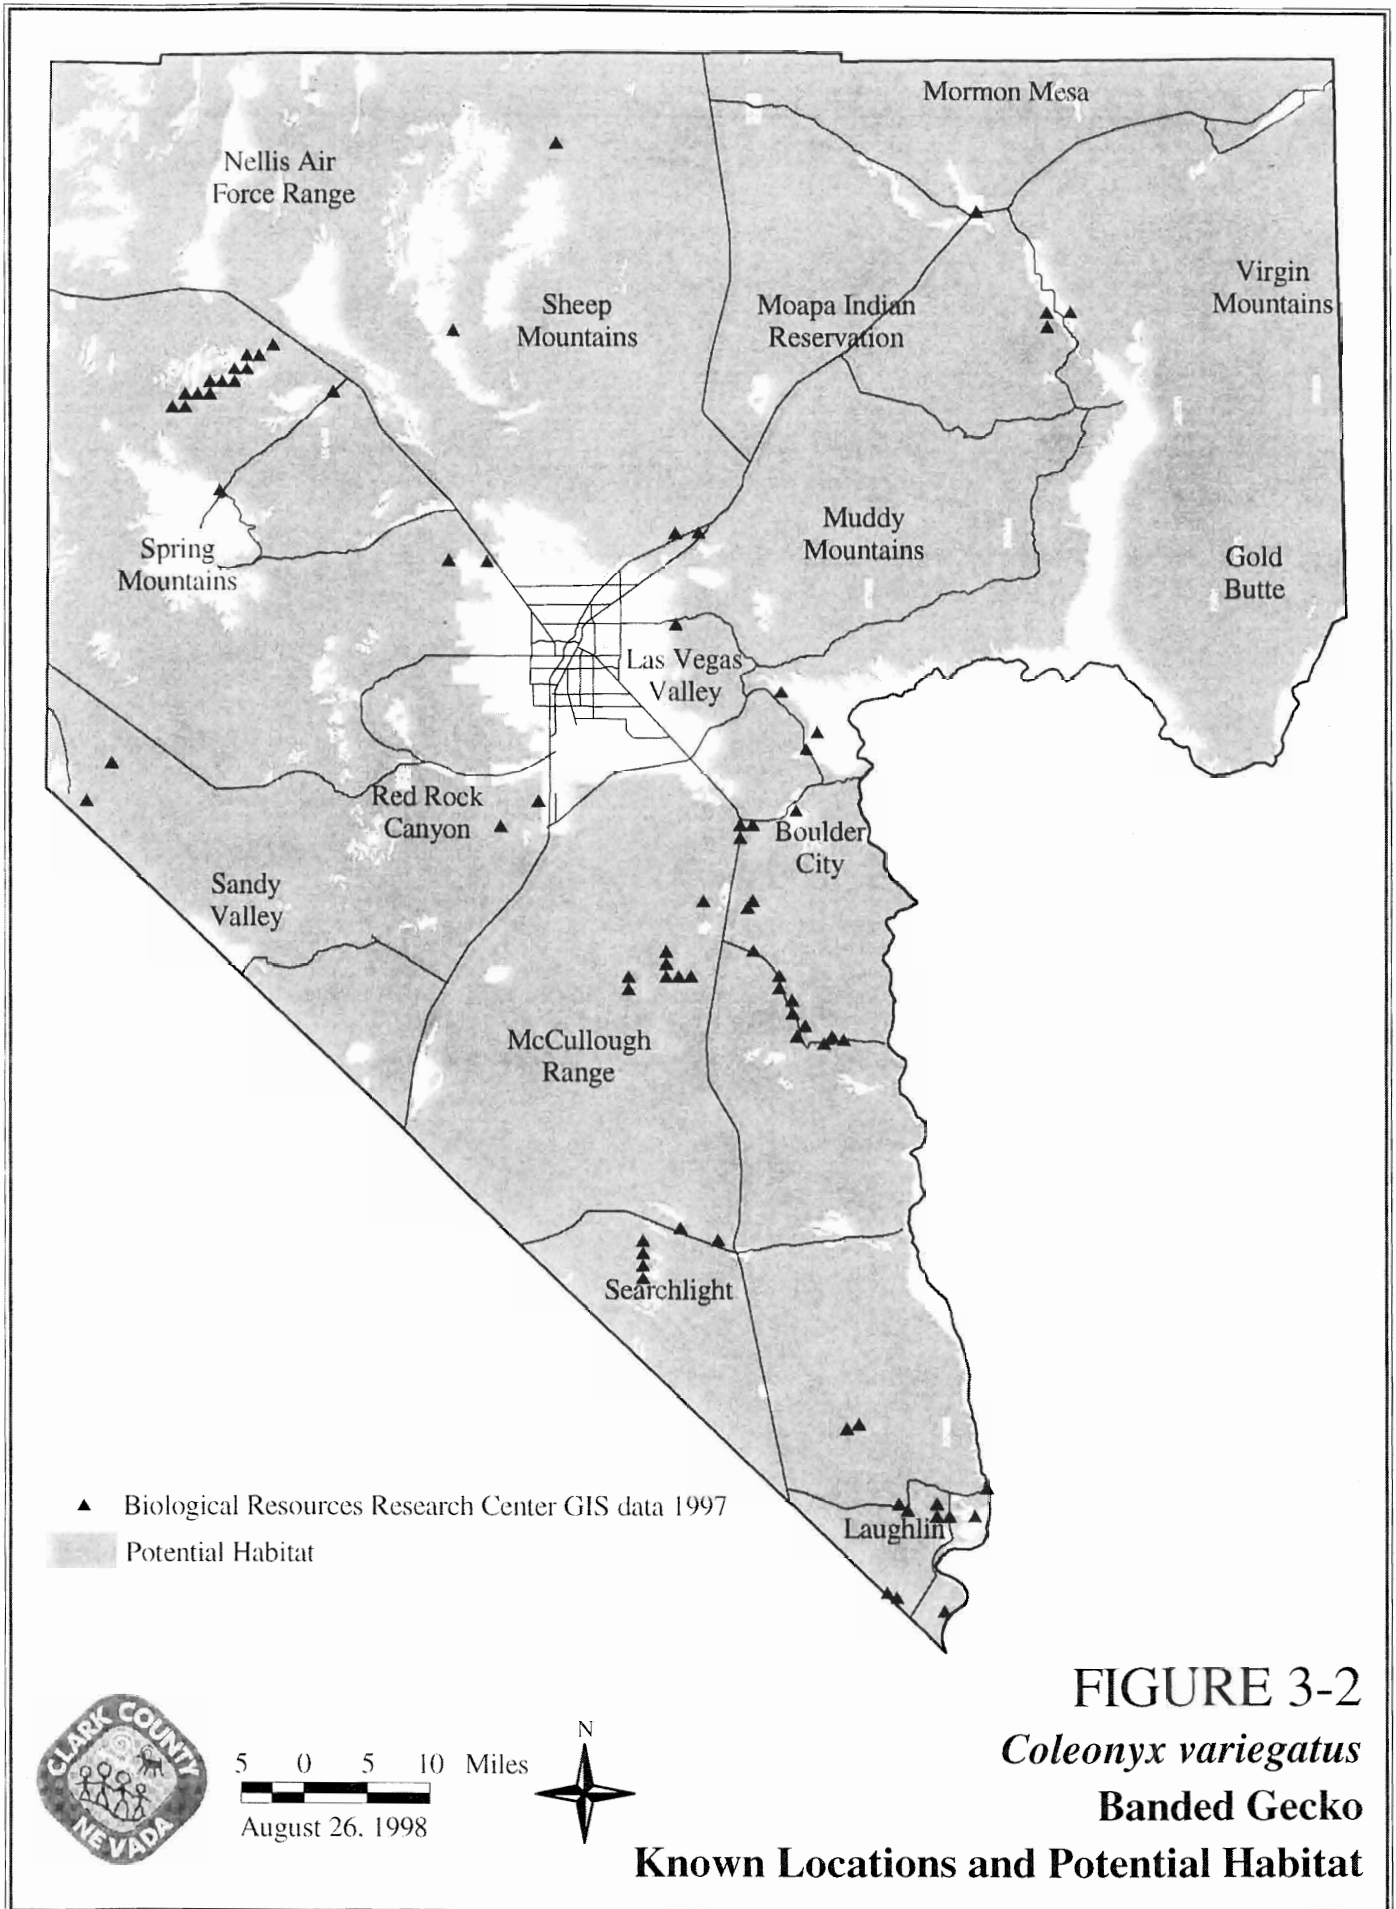 Mormon Mesa
Nellis Air
Force Range
Virgin
Mountains
Sheep
Mountains
Moapa Indian
Reservation
Muddy
Mountains
Spring
Mountains
Gold
Butte
Las Vegas
Valley
Red Rock
Canyon
Boulder
City
Sandy
Valley
McCullough
Range
Searchlight
Biological Resources Research Center GIS data 1997
Laughlin
Potential Habitat
FIGURE 3-2
Coleonyx variegatus
Banded Gecko
Known Locations and Potential Habitat
CLARK COUNTY
NEVADA
5 0 5 10 Miles
August 26, 1998
N